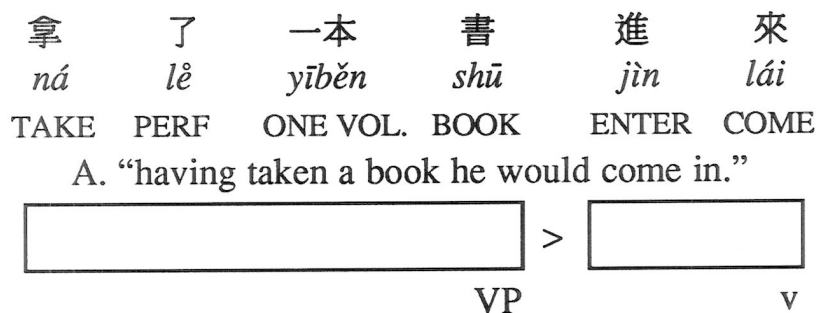 拿 了 一本 書 進 來
ná le̊ yīběn shū jìn lái
TAKE PERF ONE VOL. BOOK ENTER COME
A. “having taken a book he would come in.”
>
VP v